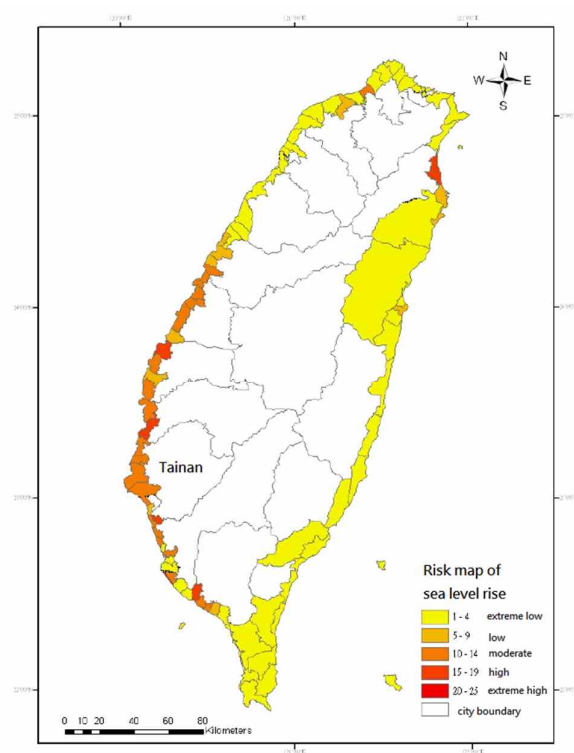 N
W E
S
Tainan
Risk map of
sea level rise
1 - 4 extreme low
5 - 9 low
10 - 14 moderate
15 - 19 high
20 - 25 extreme high
city boundary
0 10 20 40 60 80
Kilometers